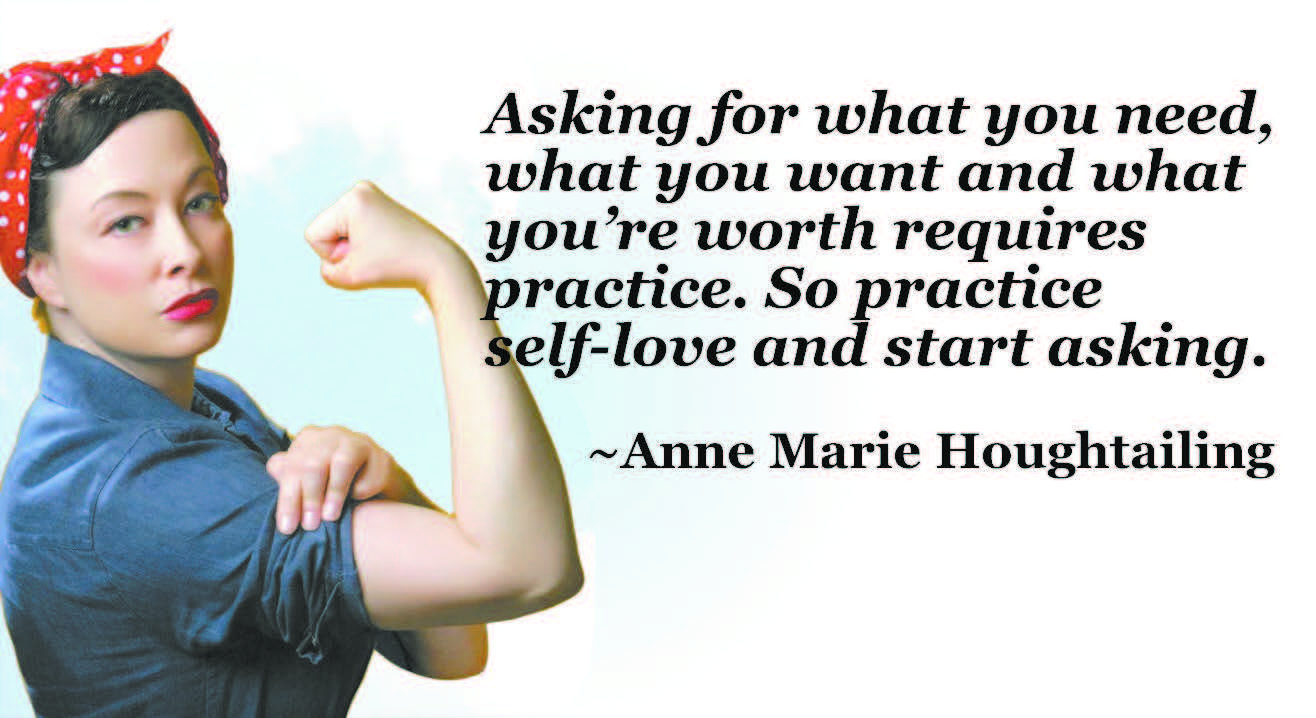 Asking for what you need,
what you want and what
you’re worth requires
practice. So practice
self-love and start asking.
~Anne Marie Houghtailing